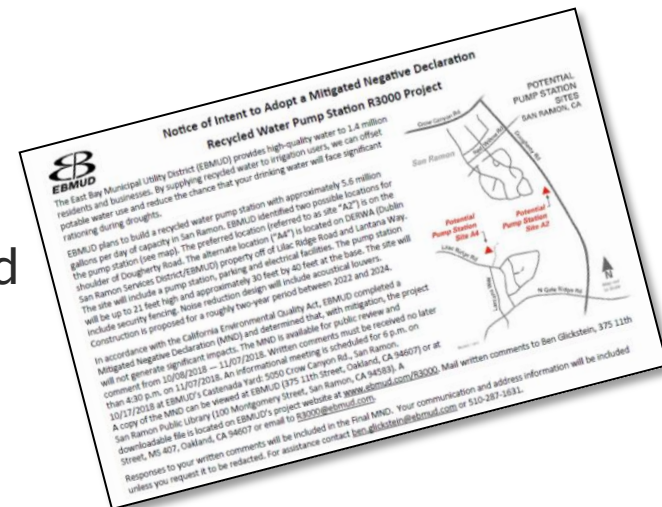 d
Notice of Intent to Adopt a Mitigated Negative Declaration
Recycled Water Pump Station R3000 Project
EBMUD
The East Bay Municipal Utility District (EBMUD) provides high-quality water to 1.4 million
residents and businesses. By supplying recycled water to irrigation users, we can offset
potable water use and reduce the chance that your drinking water will face significant
rationing during droughts.
EBMUD plans to build a recycled water pump station with approximately 5.6 million
gallons per day of capacity in San Ramon. EBMUD identified two possible locations for
the pump station (see map). The preferred location (referred to as site "A2") is on the
shoulder of Dougherty Road. The alternate location ("A4") is located on DERWA (Dublin
San Ramon Services District/EBMUD) property off of Lilac Ridge Road and Lantana Way.
The site will include a pump station, parking and electrical facilities. The pump station
will be up to 21 feet high and approximately 30 feet by 40 feet at the base. The site will
include security fencing. Noise reduction design will include acoustical louvers.
Construction is proposed for a roughly two-year period between 2022 and 2024.
In accordance with the California Environmental Quality Act, EBMUD completed a
Mitigated Negative Declaration (MND) and determined that, with mitigation, the project
will not generate significant impacts. The MND is available for public review and
comment from 10/08/2018 — 11/07/2018. Written comments must be received no later
than 4:30 p.m. on 11/07/2018. An informational meeting is scheduled for 6 p.m. on
10/17/2018 at EBMUD's Castenada Yard: 5050 Crow Canyon Rd., San Ramon.
A copy of the MND can be viewed at EBMUD (375 11th Street, Oakland, CA 94607) or at
San Ramon Public Library (100 Montgomery Street, San Ramon, CA 94583). A
downloadable file is located on EBMUD's project website at www.ebmud.com/R3000. Mail written comments to Ben Glickstein, 375 11th
Street, MS 407, Oakland, CA 94607 or email to R3000@ebmud.com.
Responses to your written comments will be included in the Final MND. Your communication and address information will be included
unless you request it to be redacted. For assistance contact ben.glickstein@ebmud.com or 510-287-1631.
POTENTIAL
PUMP STATION
SITES
SAN RAMON, CA
Crow Canyon Rd
Dougherty Rd
San Ramon
Potential
Pump Station
Site A4
Potential
Pump Station
Site A2
Lilac Ridge Rd
Lantana Way
N Gale Ridge Rd
N